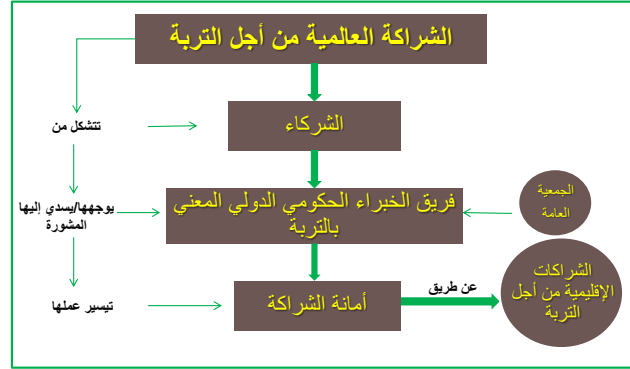 الشراكة العالمية من أجل التربة
تتشكل من
الشركاء
يوجهها/يسدي إليها
المشورة
فريق الخبراء الحكومي الدولي المعني
بالتربة
الجمعية
العامة
تيسير عملها
أمانة الشراكة
عن طريق
الشراكات
الإقليمية من أجل
التربة